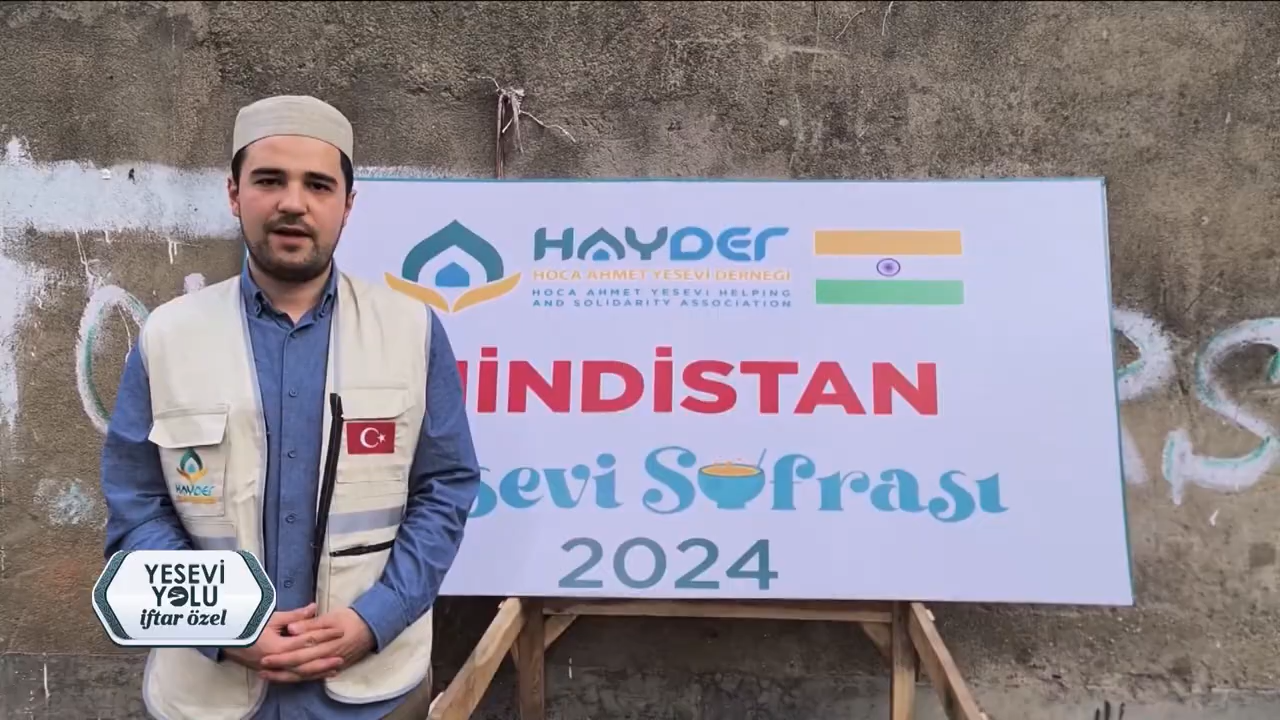 HAYDER
HOCA AHMET YESEVİ DERNEĞİ
HOCA AHMET YESEVI HELPING
AND SOLIDARITY ASSOCIATION
HİNDİSTAN
Yesevi Sofrası
2024
HAYDER
YESEVİ
YOLU
iftar özel